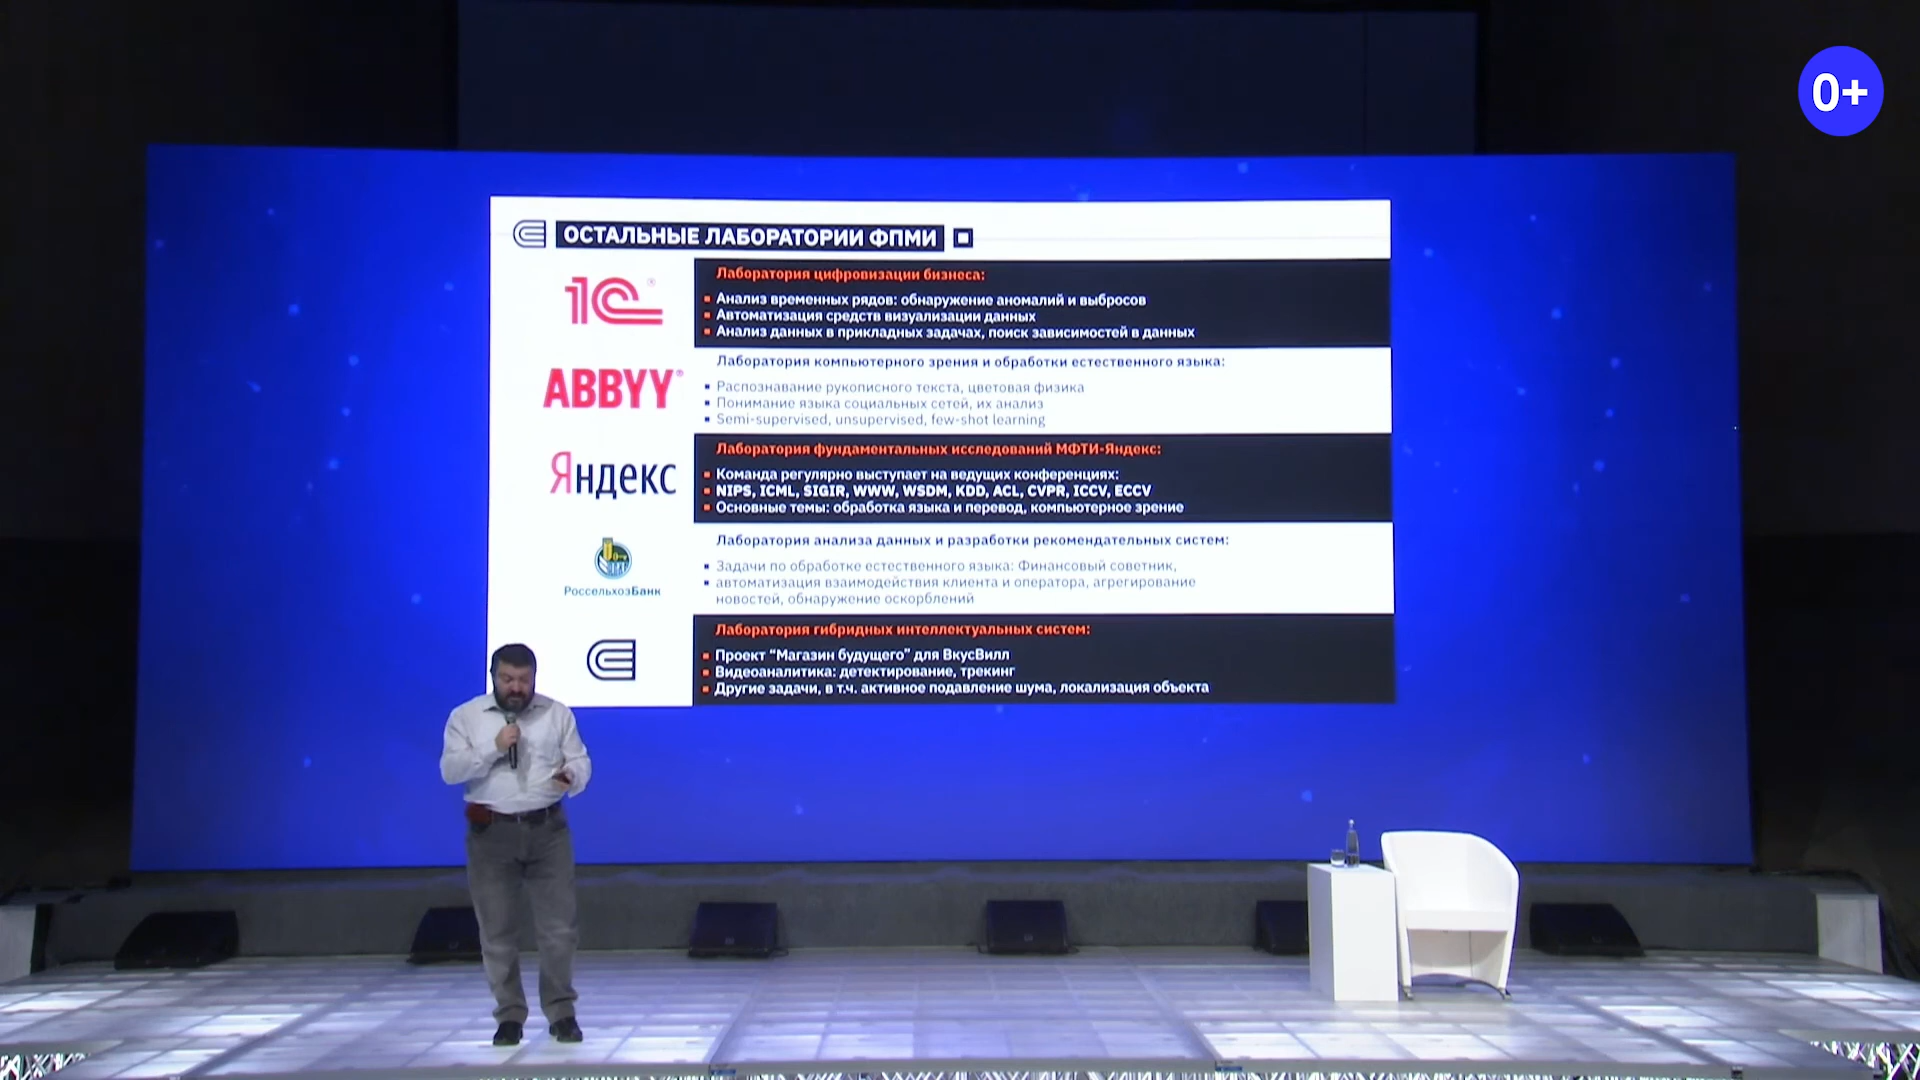 0+
ОСТАЛЬНЫЕ ЛАБОРАТОРИИ ФПМИ
1С
Лаборатория цифровизации бизнеса:
Анализ временных рядов: обнаружение аномалий и выбросов
Автоматизация средств визуализации данных
Анализ данных в прикладных задачах, поиск зависимостей в данных
ABBYY
Лаборатория компьютерного зрения и обработки естественного языка:
Распознавание рукописного текста, цветовая физика
Понимание языка социальных сетей, их анализ
Semi-supervised, unsupervised, few-shot learning
Яндекс
Лаборатория фундаментальных исследований МФТИ-Яндекс:
Команда регулярно выступает на ведущих конференциях:
NIPS, ICML, SIGIR, WWW, WSDM, KDD, ACL, CVPR, ICCV, ECCV
Основные темы: обработка языка и перевод, компьютерное зрение
РоссельхозБанк
Лаборатория анализа данных и разработки рекомендательных систем:
Задачи по обработке естественного языка: Финансовый советник,
автоматизация взаимодействия клиента и оператора, агрегирование
новостей, обнаружение оскорблений
Лаборатория гибридных интеллектуальных систем:
Проект "Магазин будущего" для ВкусВилл
Видеоаналитика: детектирование, трекинг
Другие задачи, в т.ч. активное подавление шума, локализация объекта